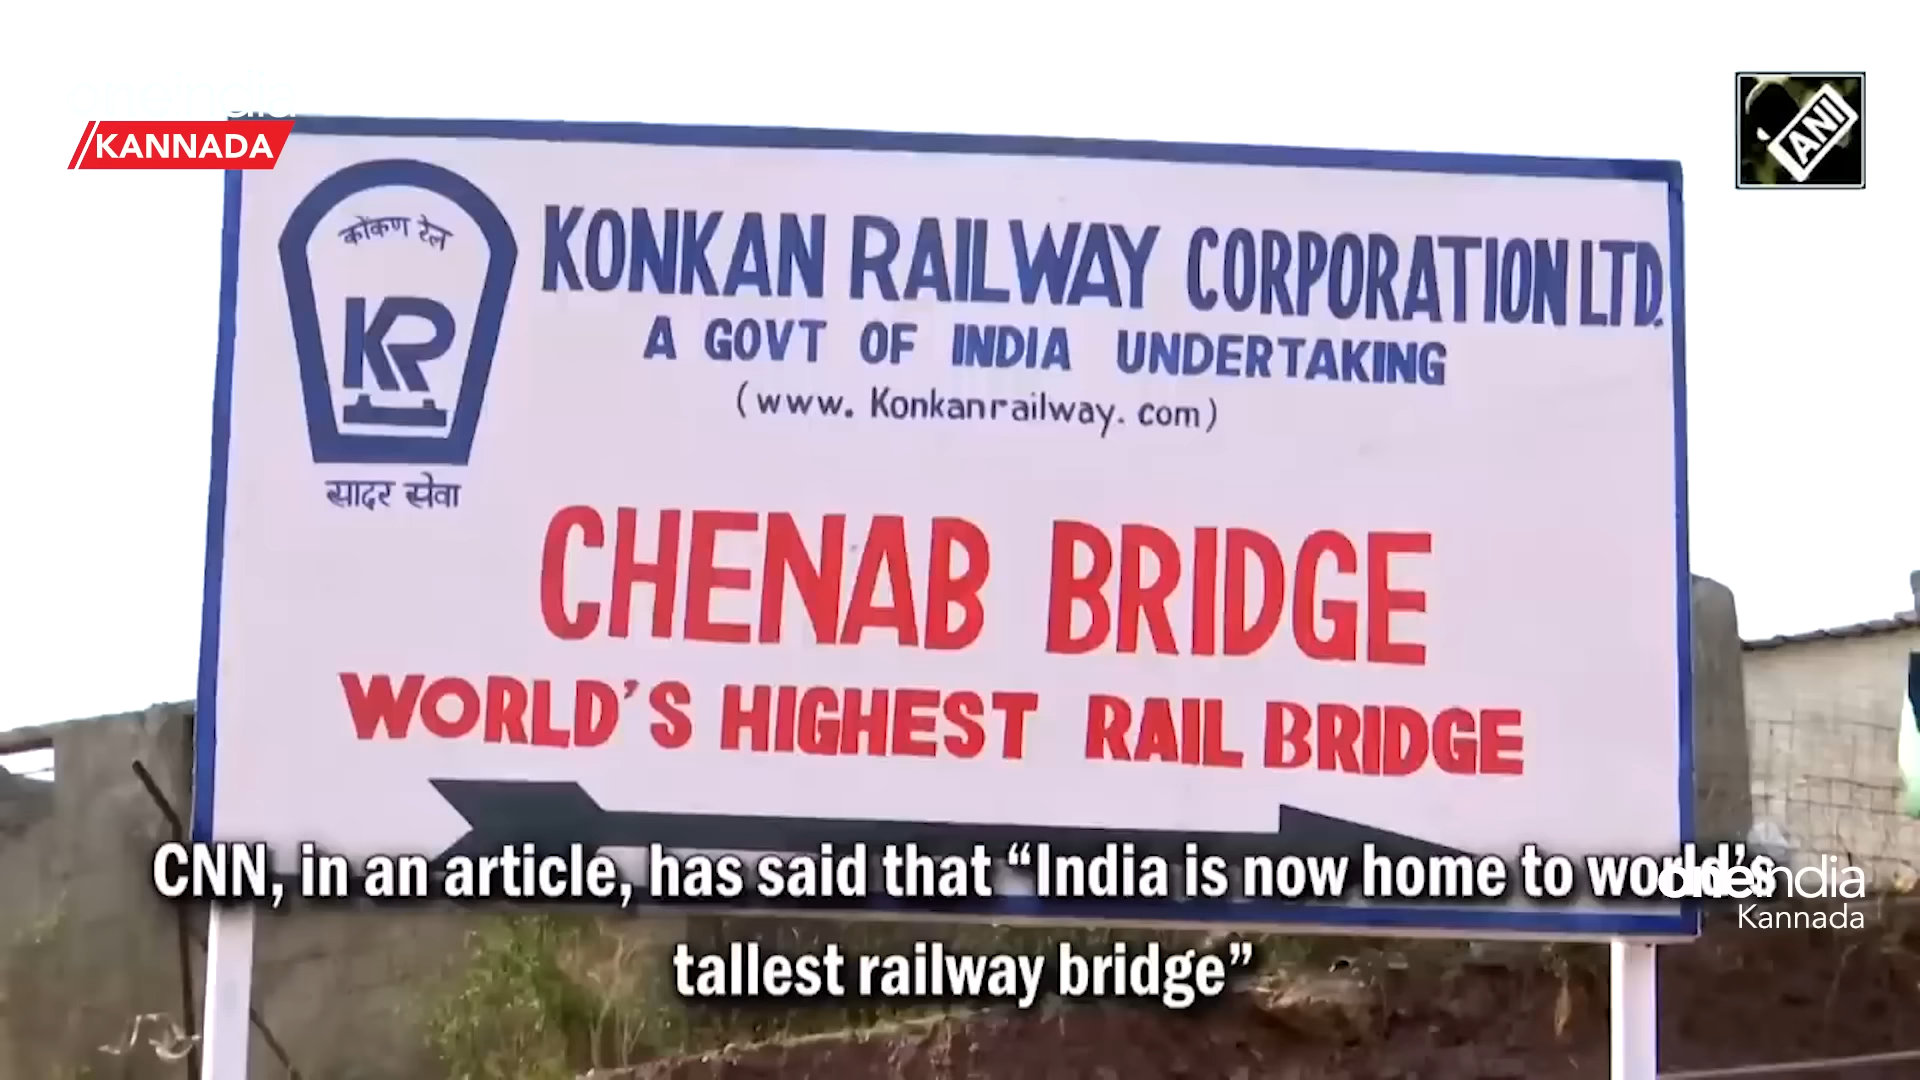 oneindia
KANNADA
ANI
कोंकण रेल
KR
सादर सेवा
KONKAN RAILWAY CORPORATION LTD.
A GOVT OF INDIA UNDERTAKING
(www. Konkanrailway. com)
CHENAB BRIDGE
WORLD'S HIGHEST RAIL BRIDGE
CNN, in an article, has said that “India is now home to world's
tallest railway bridge”
oneindia
Kannada